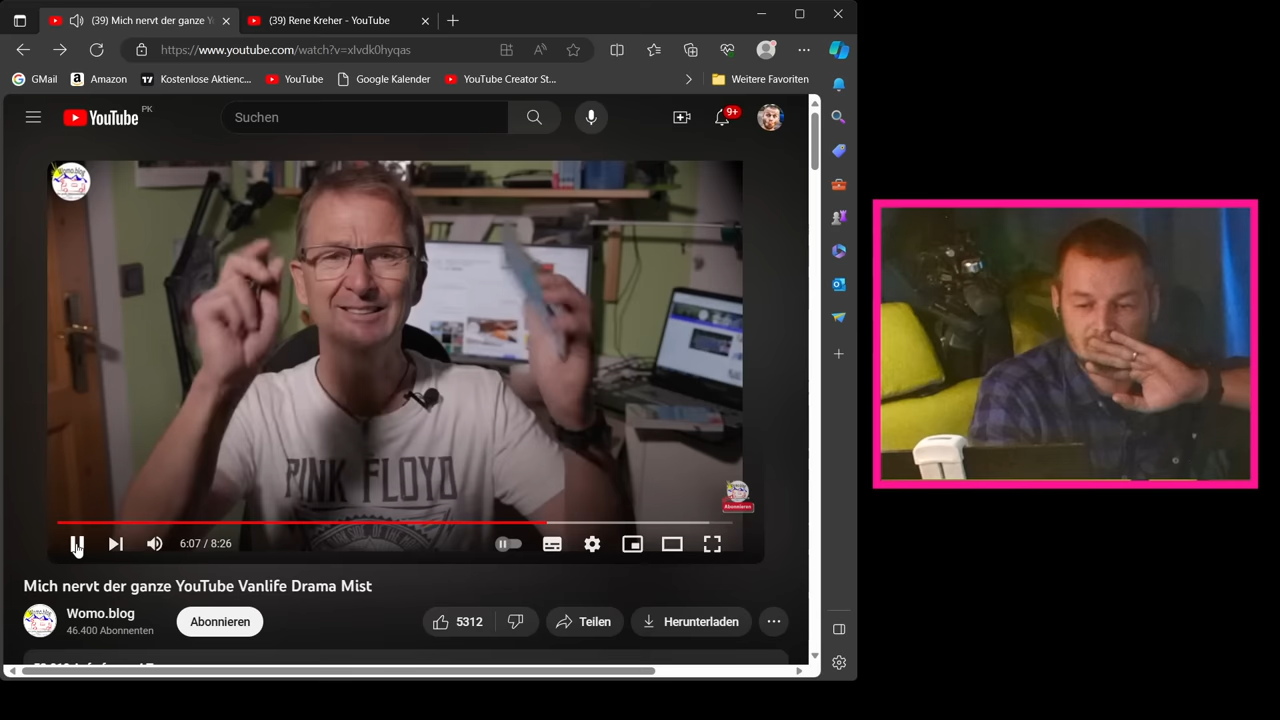 (39) Mich nervt der ganze Y
(39) Rene Kreher - YouTube
https://www.youtube.com/watch?v=xlvdk0hyqas
GMail
Amazon
Kostenlose Aktienc...
YouTube
Google Kalender
YouTube Creator St...
Weitere Favoriten
YouTube PK
Suchen
9+
Womo.blog
PINK FLOYD
Abonnieren
6:07 / 8:26
Mich nervt der ganze YouTube Vanlife Drama Mist
Womo.blog
46.400 Abonnenten
Abonnieren
5312
Teilen
Herunterladen